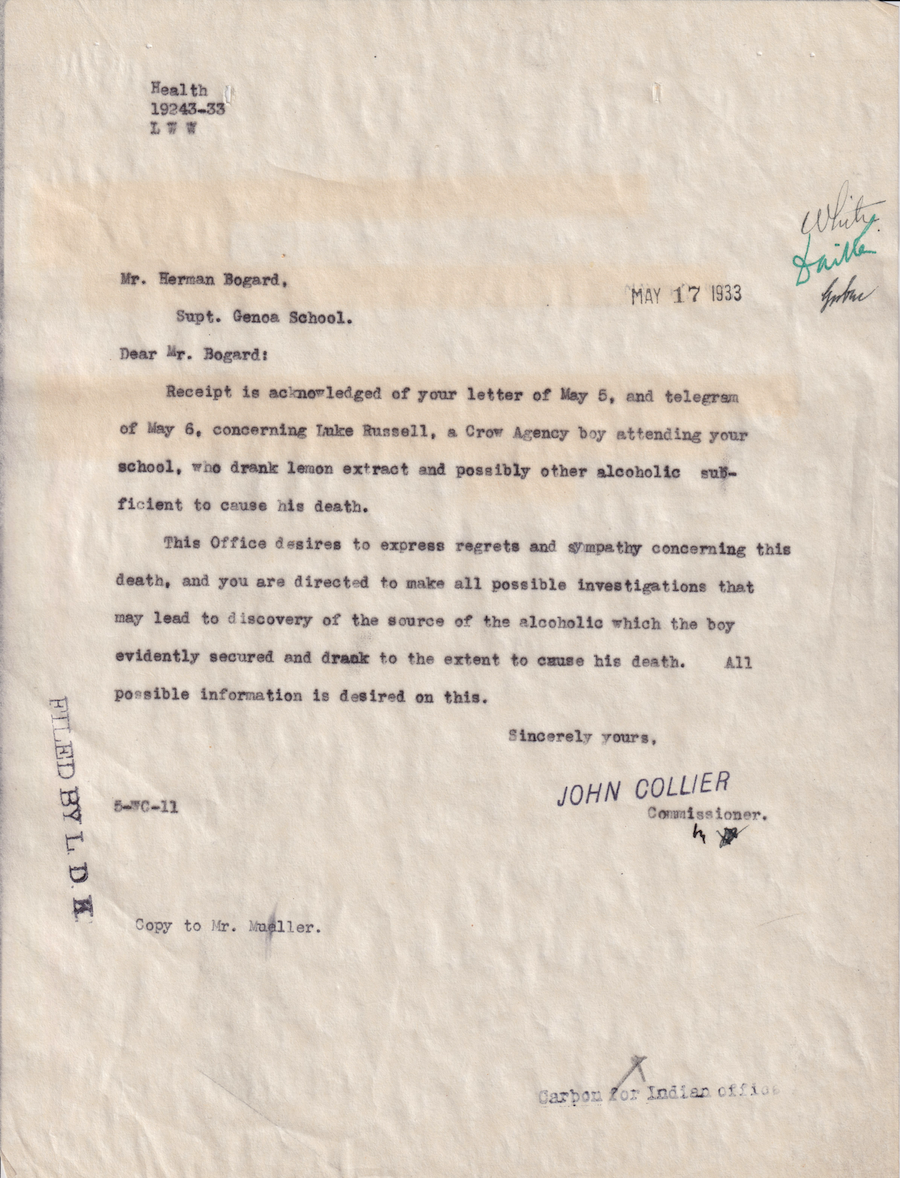 Health
19243-33
L W W
White
Mr. Herman Bogard,
MAY 17 1933
Supt. Genoa School.
Dear Mr. Bogard:
Receipt is acknowledged of your letter of May 5, and telegram
of May 6, concerning Luke Russell, a Crow Agency boy attending your
school, who drank lemon extract and possibly other alcoholic suf-
ficient to cause his death.
This Office desires to express regrets and sympathy concerning this
death, and you are directed to make all possible investigations that
may lead to discovery of the source of the alcoholic which the boy
evidently secured and drank to the extent to cause his death. All
possible information is desired on this.
Sincerely yours,
JOHN COLLIER
Commissioner.
5-WC-11
FILED BY L. D. K
Copy to Mr. Mueller.
Carbon for Indian office